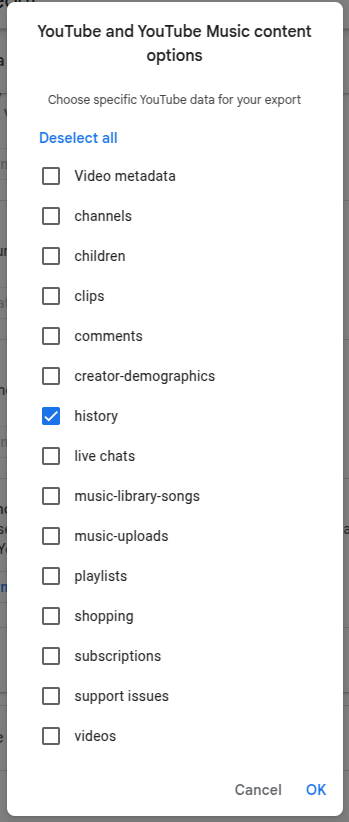 YouTube and YouTube Music content
options
Choose specific YouTube data for your export
Deselect all
Video metadata
channels
children
clips
comments
creator-demographics
history
live chats
music-library-songs
music-uploads
playlists
shopping
subscriptions
support issues
videos
Cancel OK